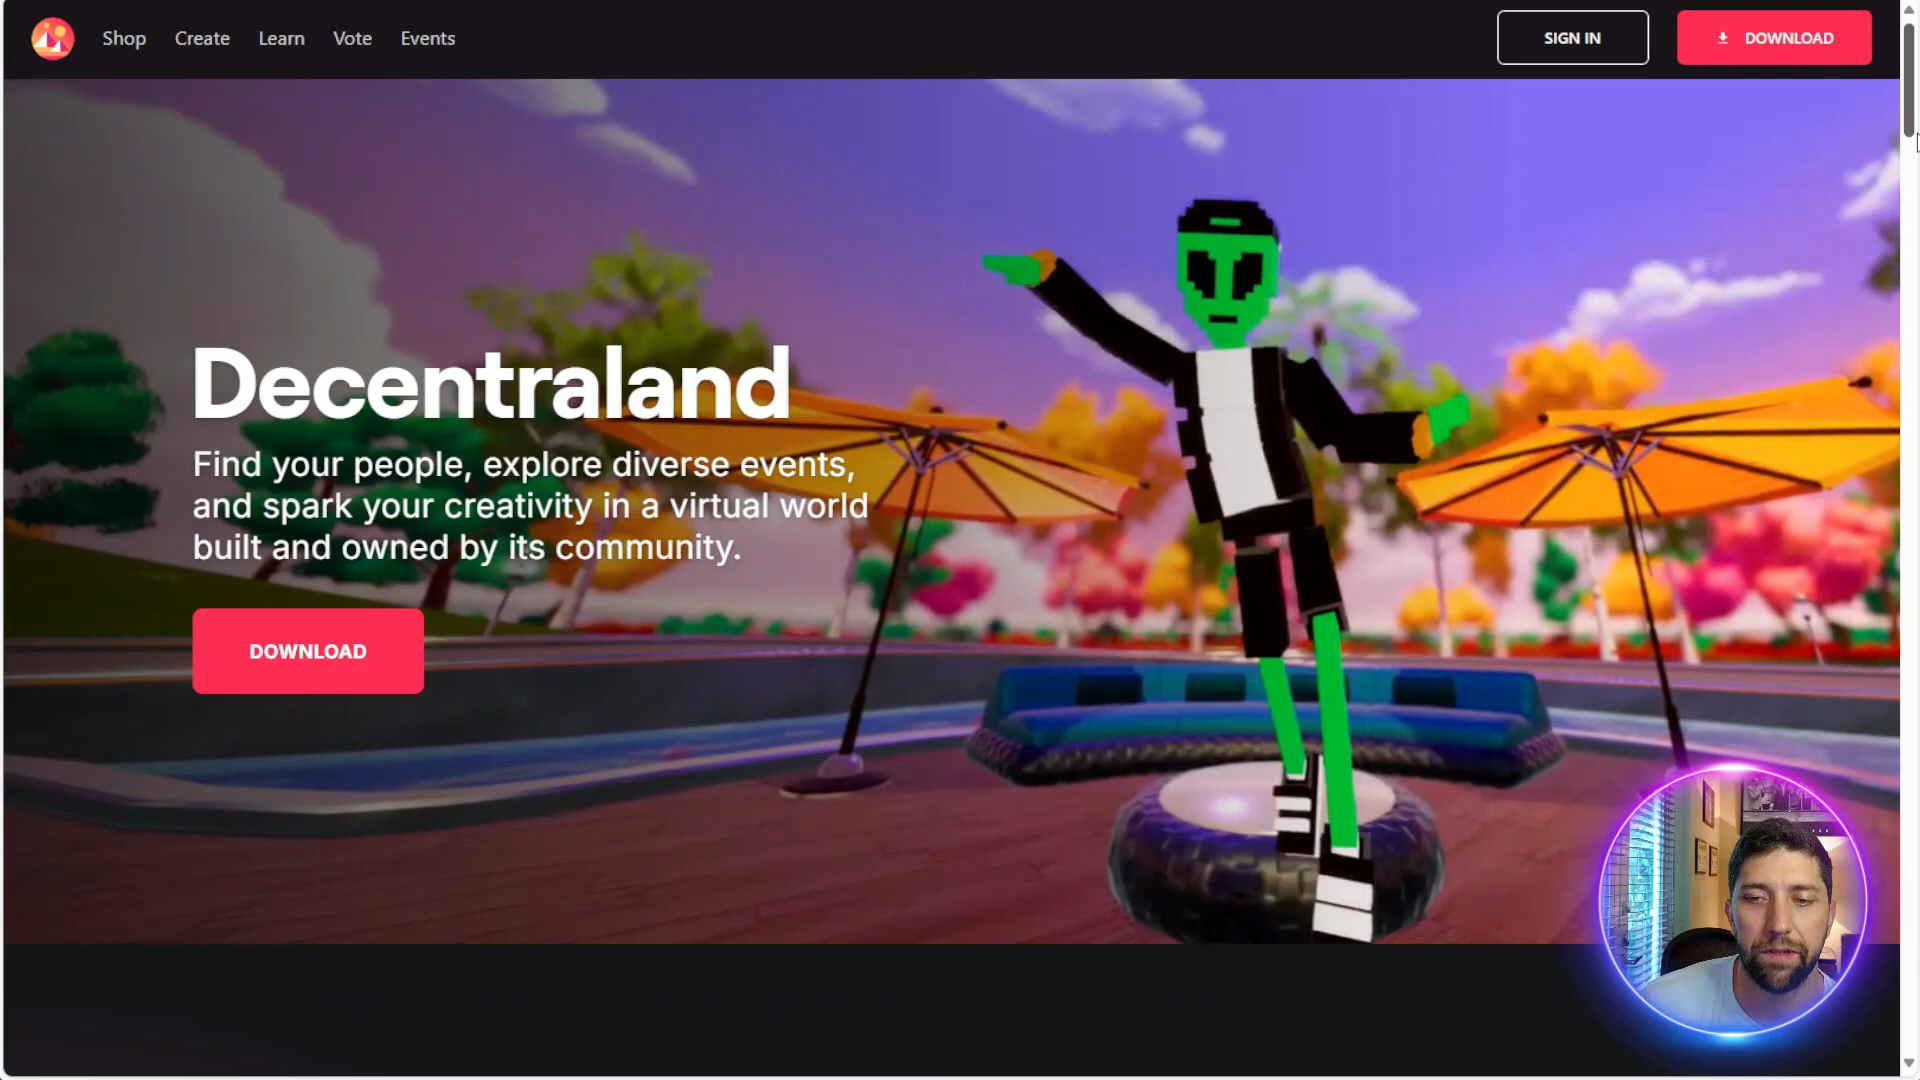 Shop Create Learn Vote Events SIGN IN DOWNLOAD
Decentraland
Find your people, explore diverse events,
and spark your creativity in a virtual world
built and owned by its community.
DOWNLOAD